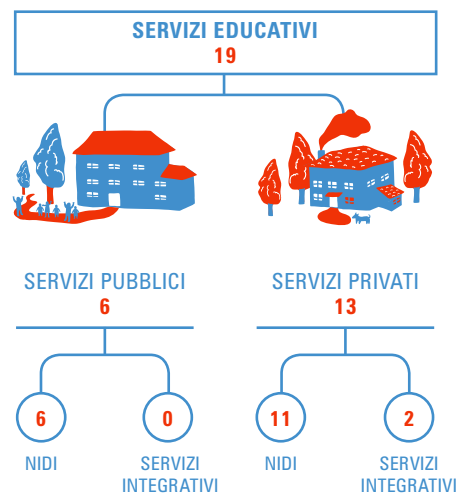 SERVIZI EDUCATIVI
19
SERVIZI PUBBLICI
6
SERVIZI PRIVATI
13
6
NIDI
0
SERVIZI
INTEGRATIVI
11
NIDI
2
SERVIZI
INTEGRATIVI